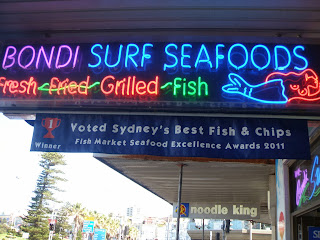 BONDI SURF SEAFOODS
Fresh~fried~Grilled~Fish
Voted Sydney's Best Fish & Chips
Winner
Fish Market Seafood Excellence Awards 2011
noodle king